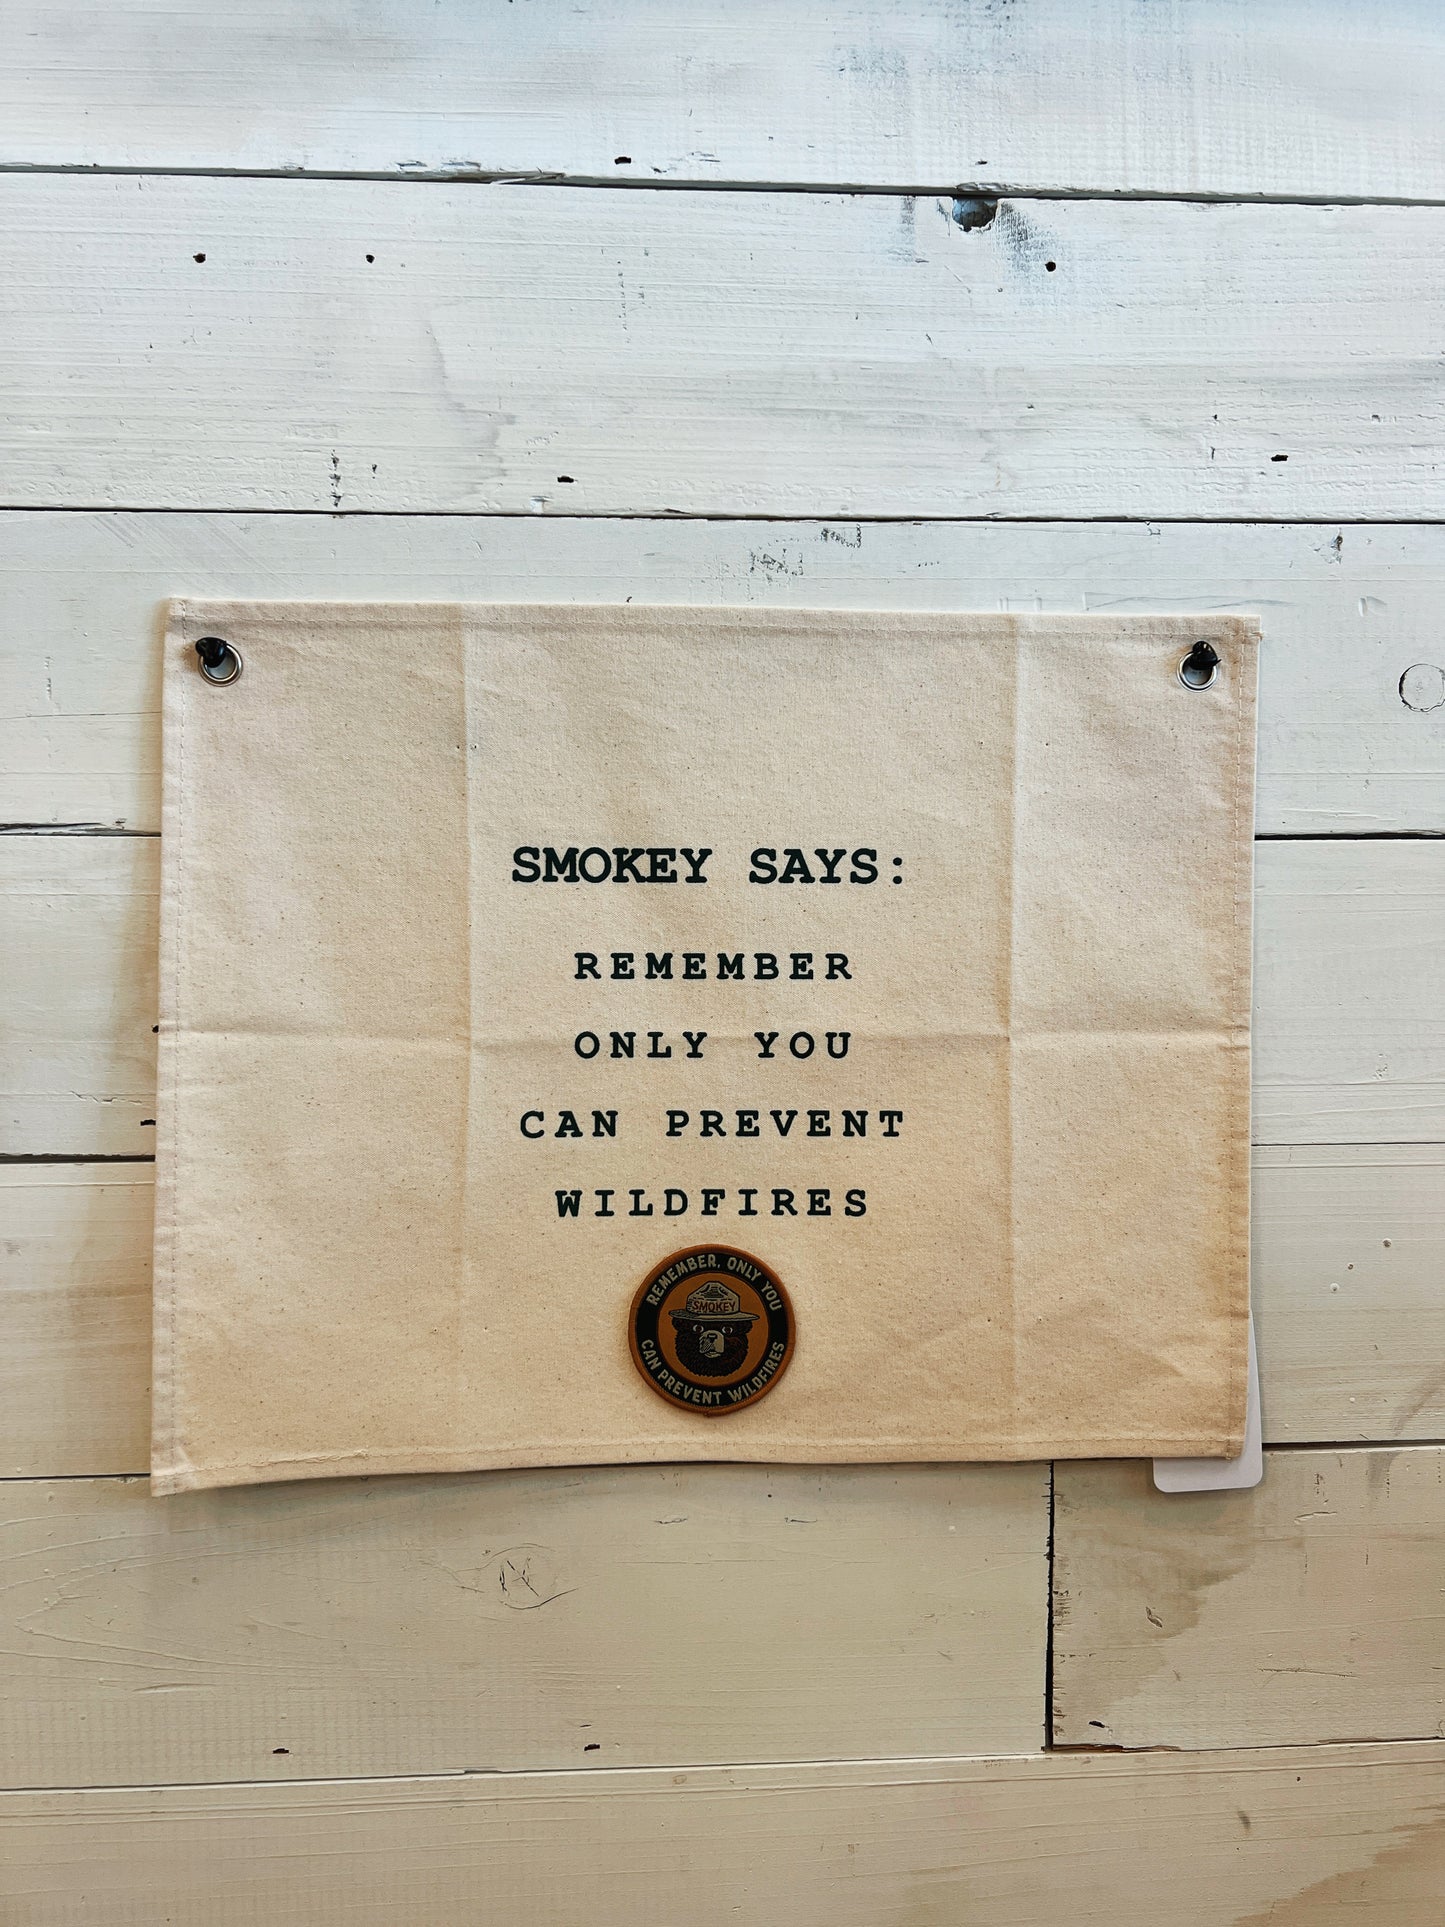 SMOKEY SAYS:
REMEMBER
ONLY YOU
CAN PREVENT
WILDFIRES
REMEMBER, ONLY YOU
SMOKEY
CAN PREVENT WILDFIRES